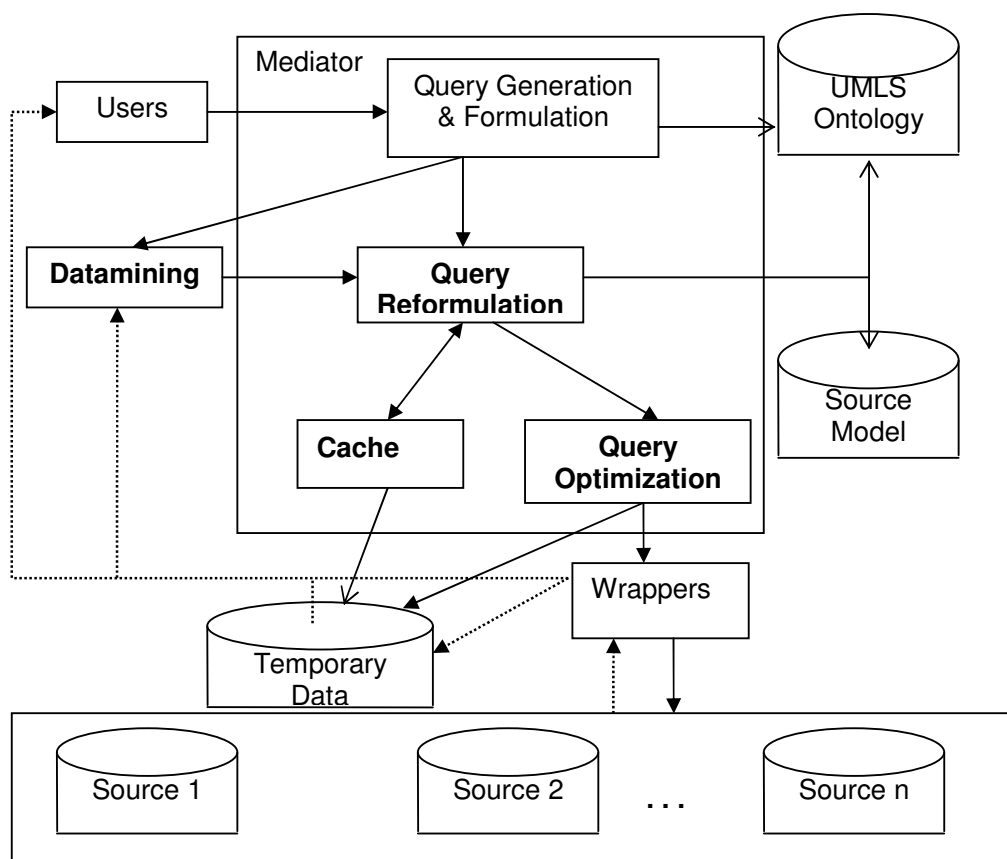 Mediator
Query Generation
& Formulation
UMLS
Ontology
Users
Datamining
Query
Reformulation
Source
Model
Cache
Query
Optimization
Wrappers
Temporary
Data
Source 1
Source 2
...
Source n